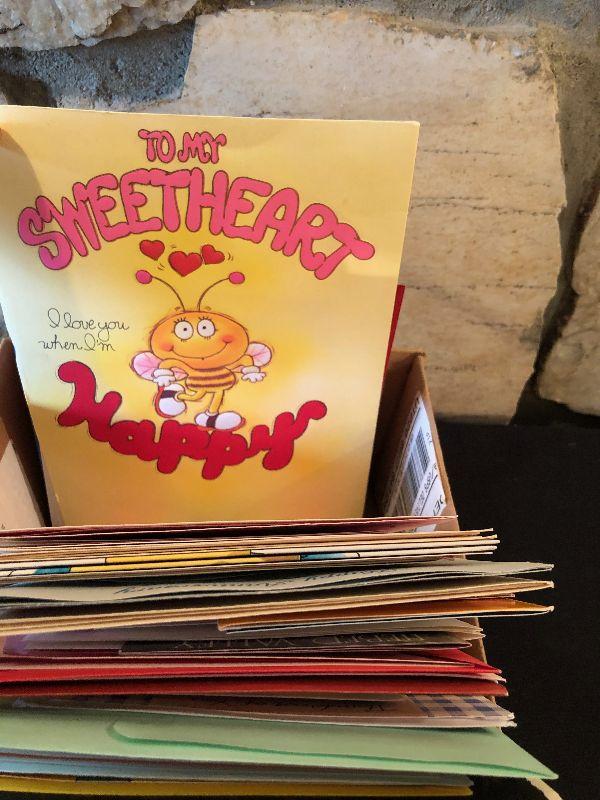 TO MY
SWEETHEART
I love you
when I'm
Happy